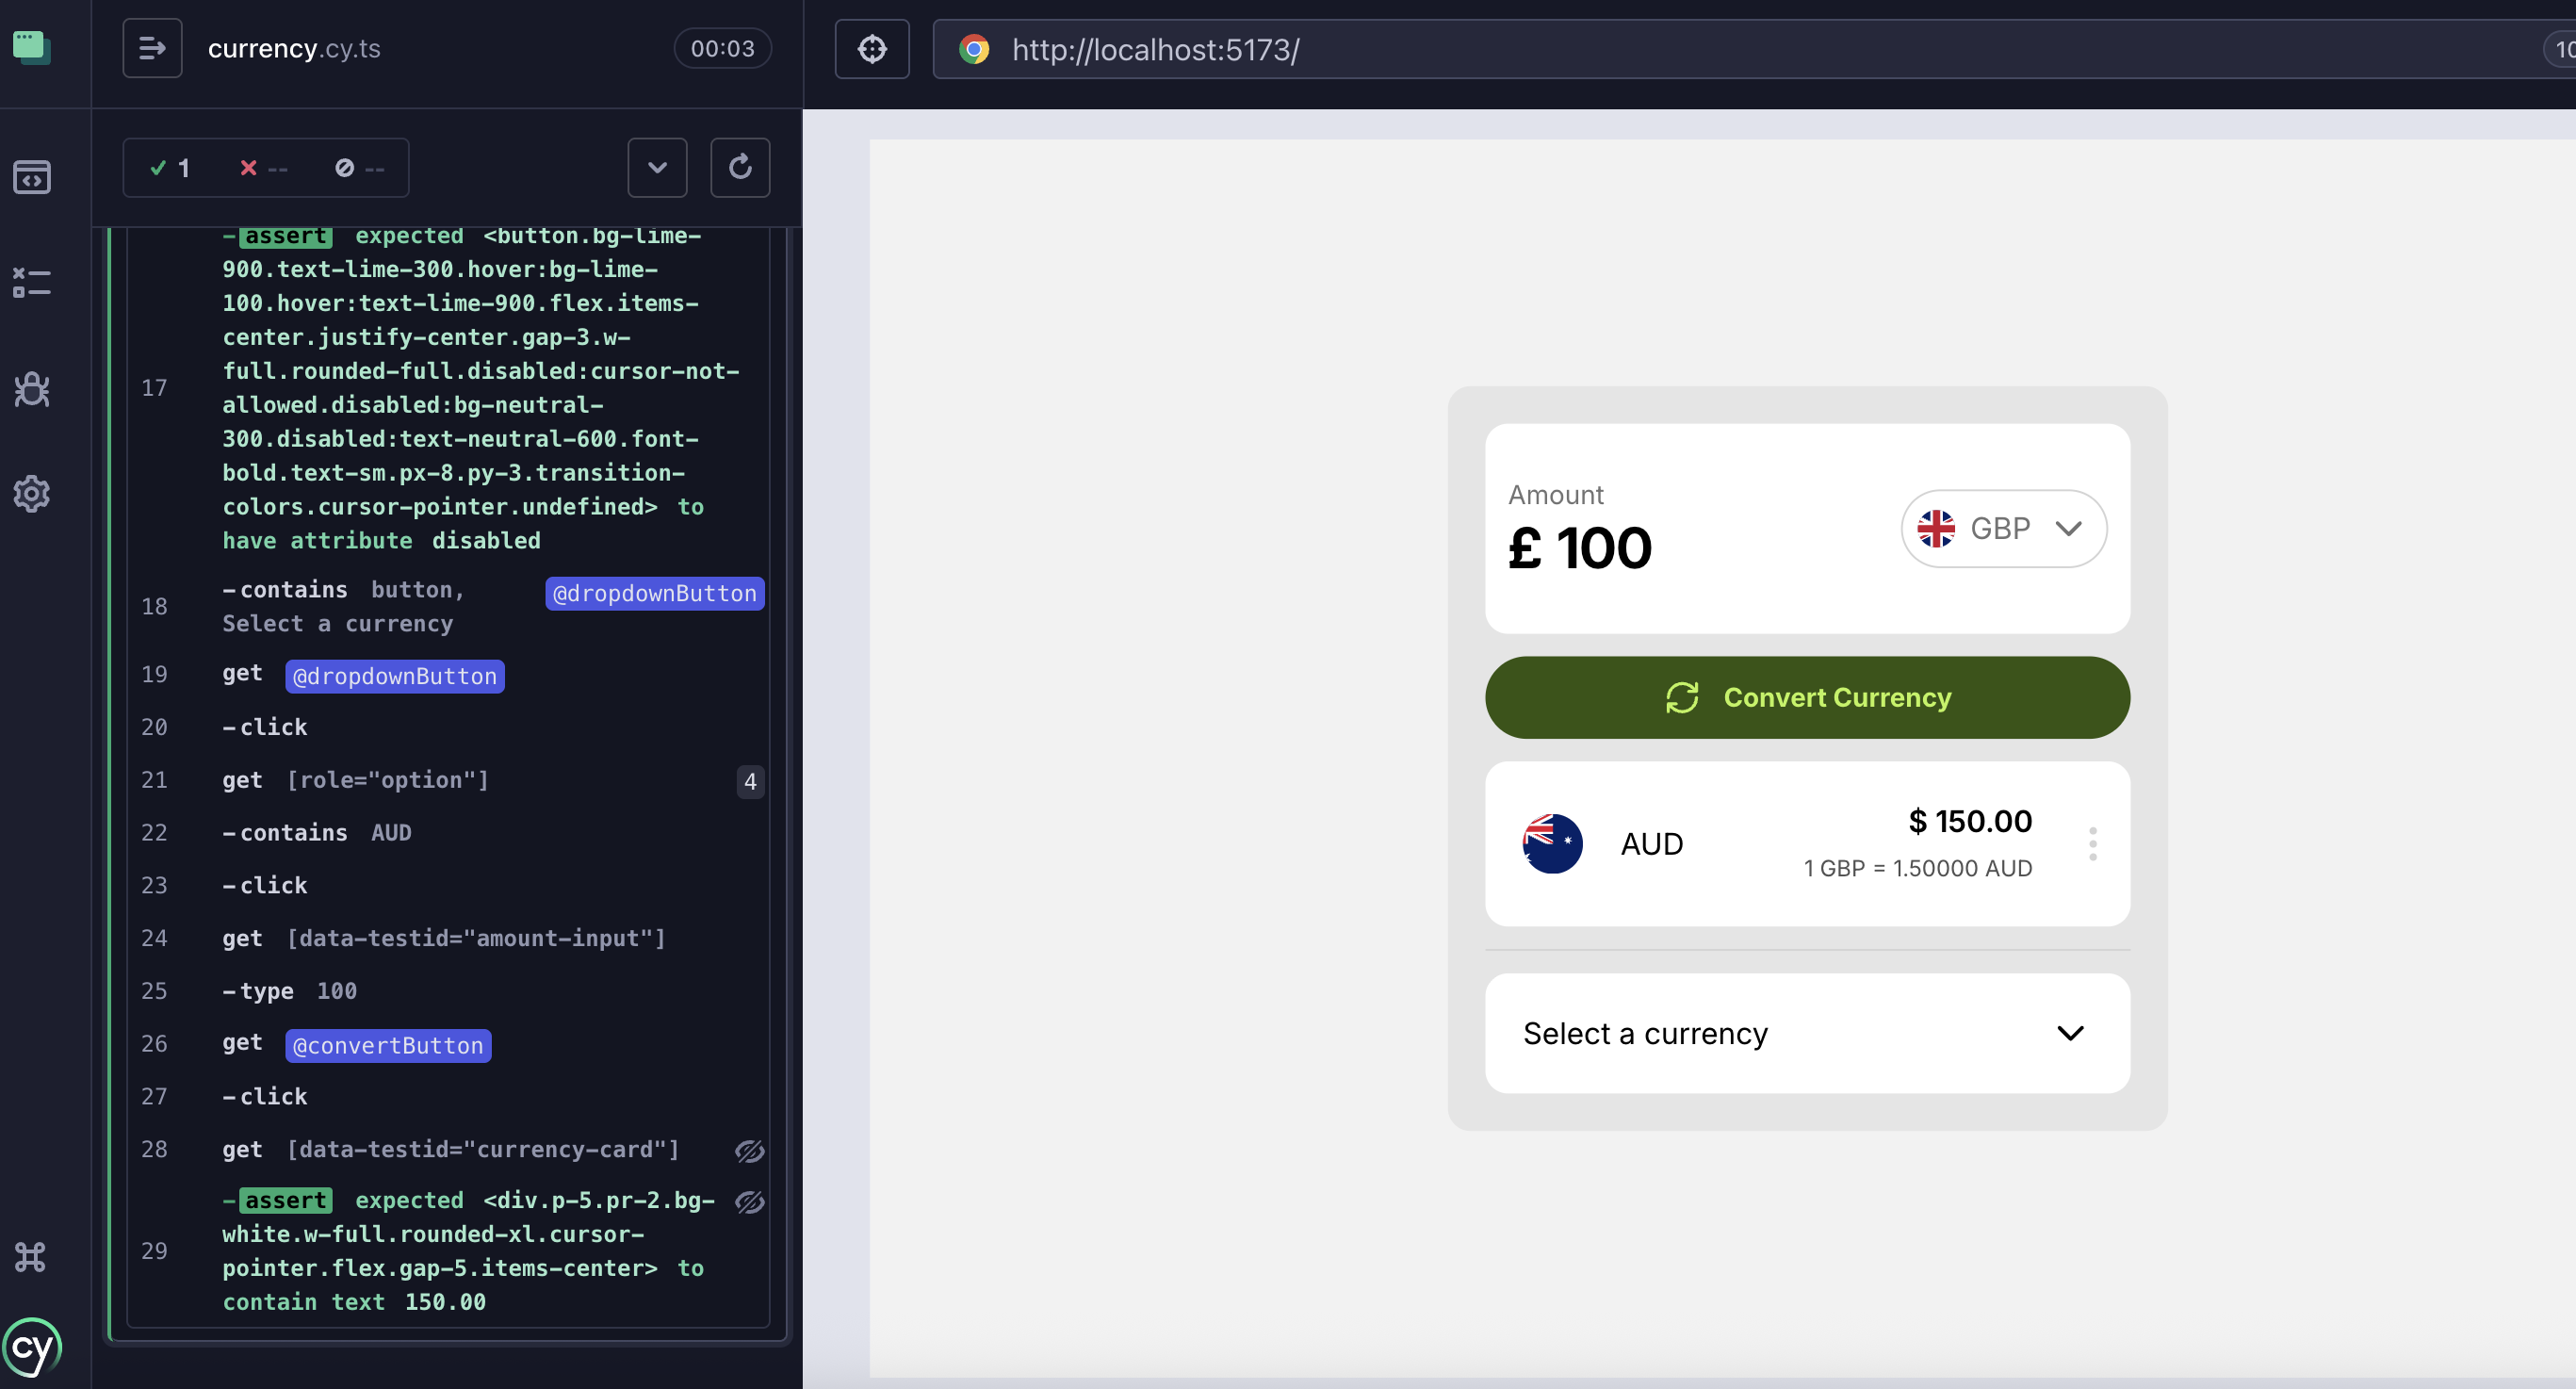 currency.cy.ts
00:03
http://localhost:5173/
1 -- --
17
-assert expected <button.bg-lime-
900.text-lime-300.hover:bg-lime-
100.hover:text-lime-900.flex.items-
center.justify-center.gap-3.w-
full.rounded-full.disabled:cursor-not-
allowed.disabled:bg-neutral-
300.disabled:text-neutral-600.font-
bold.text-sm.px-8.py-3.transition-
colors.cursor-pointer.undefined> to
have attribute disabled
18 -contains button, @dropdownButton
Select a currency
19 get @dropdownButton
20 -click
21 get [role="option"] 4
22 -contains AUD
23 -click
24 get [data-testid="amount-input"]
25 -type 100
26 get @convertButton
27 -click
28 get [data-testid="currency-card"]
29
-assert expected <div.p-5.pr-2.bg-
white.w-full.rounded-xl.cursor-
pointer.flex.gap-5.items-center> to
contain text 150.00
cy
Amount
£ 100
GBP
Convert Currency
AUD
$ 150.00
1 GBP = 1.50000 AUD
Select a currency